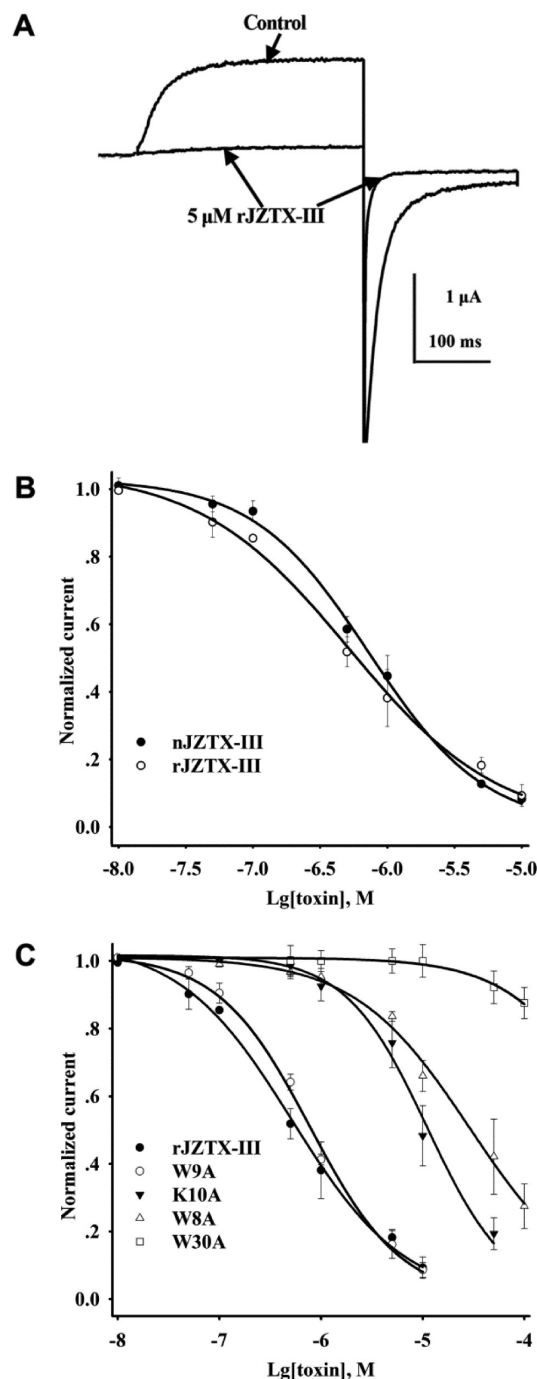 A
Control
5 µM rJZTX-III
1 µA
100 ms
B
Normalized current
1.0
.8
.6
.4
.2
0.0
nJZTX-III
rJZTX-III
-8.0 -7.5 -7.0 -6.5 -6.0 -5.5 -5.0
Lg[toxin], M
C
Normalized current
1.0
.8
.6
.4
.2
0.0
rJZTX-III
W9A
K10A
W8A
W30A
-8 -7 -6 -5 -4
Lg[toxin], M